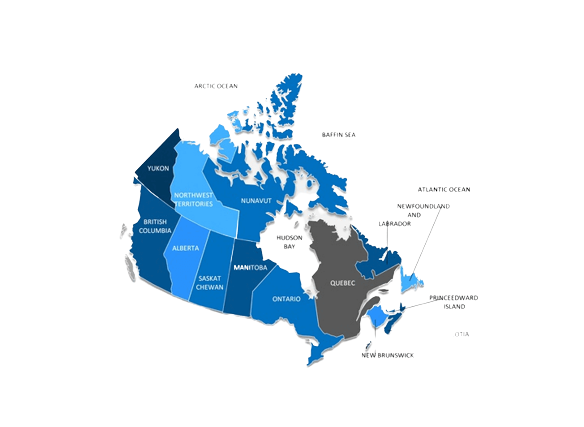 ARCTIC OCEAN
BAFFIN SEA
YUKON
NORTHWEST
TERRITORIES
NUNAVUT
ATLANTIC OCEAN
NEWFOUNDLAND
AND
LABRADOR
BRITISH
COLUMBIA
HUDSON
BAY
ALBERTA
MANITOBA
SASKAT
CHEWAN
QUEBEC
ONTARIO
PRINCEEDWARD
ISLAND
OTIA
NEW BRUNSWICK